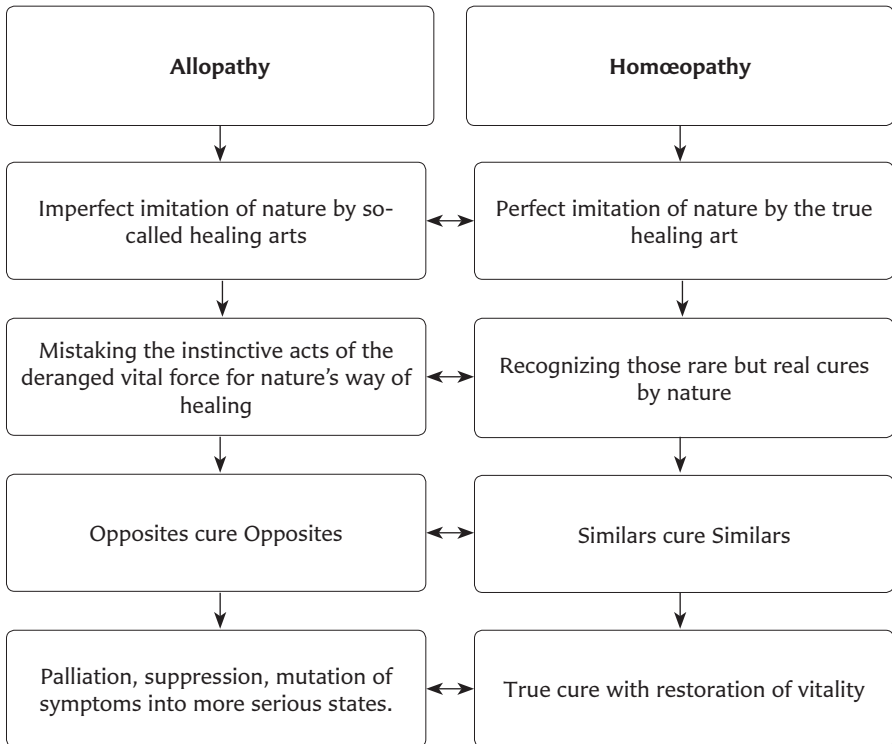 Allopathy
Homœopathy
Imperfect imitation of nature by so-
called healing arts
Perfect imitation of nature by the true
healing art
Mistaking the instinctive acts of the
deranged vital force for nature’s way of
healing
Recognizing those rare but real cures
by nature
Opposites cure Opposites
Similars cure Similars
Palliation, suppression, mutation of
symptoms into more serious states.
True cure with restoration of vitality